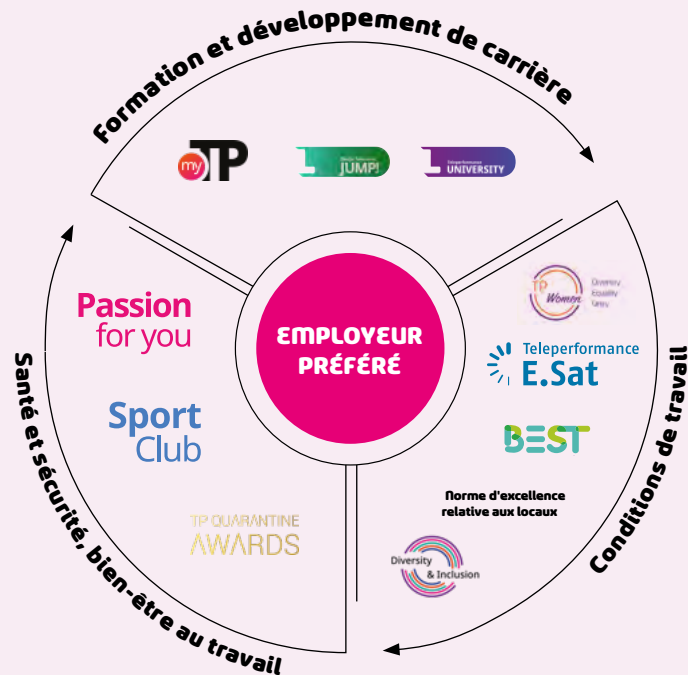 Formation et développement de carrière
my
TP
JUMP!
Teleperformance
UNIVERSITY
EMPLOYEUR
PRÉFÉRÉ
TP
Women
Diversity
Equality
Teleperformance
E.Sat
BEST
Norme d'excellence
relative aux locaux
Diversity
& Inclusion
Conditions de travail
Passion
for you
Sport
Club
TP QUARANTINE
AWARDS
Santé et sécurité, bien-être au travail